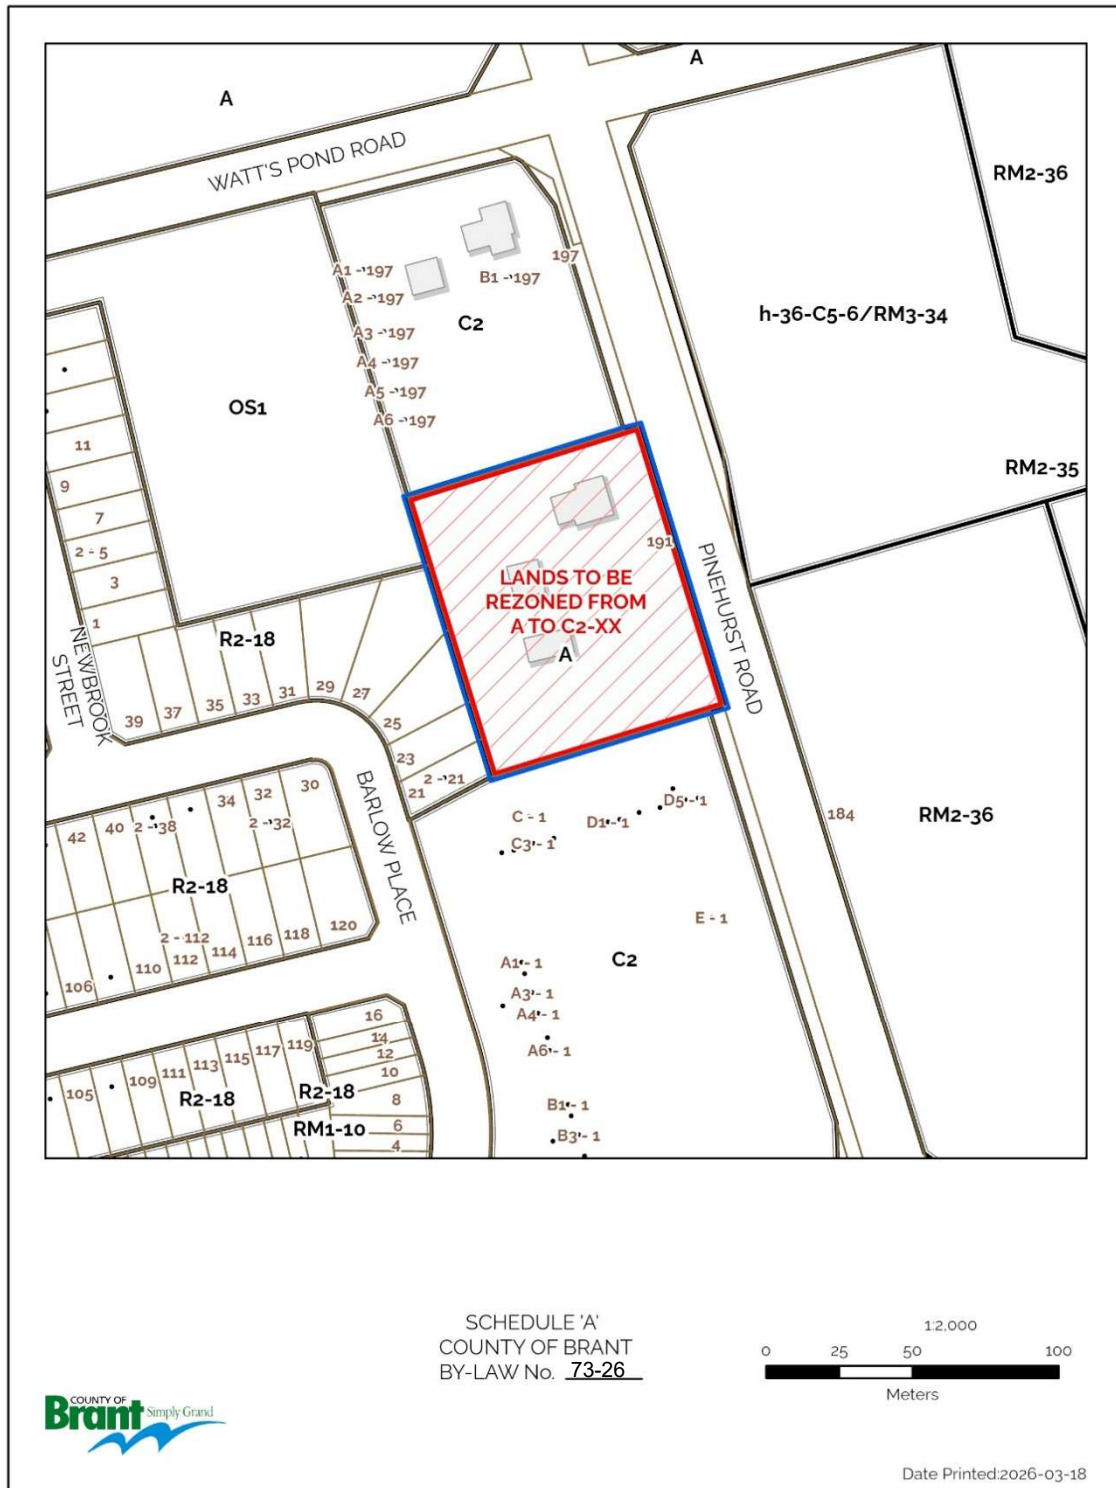 A
A
WATT'S POND ROAD
RM2-36
197
A1 - 197
B1 - 197
A2 - 197
h-36-C5-6/RM3-34
C2
A3 - 197
A4 - 197
A5 - 197
OS1
A6 - 197
11
RM2-35
9
7
191
2 - 5
3
LANDS TO BE
REZONED FROM
A TO C2-XX
A
PINEHURST ROAD
1
NEWBROOK
STREET
R2-18
39
37
35
33
31
29
27
25
23
2 - 21
21
BARLOW PLACE
30
32
34
2 - 32
42
40
2 - 38
R2-18
C - 1
D1 - 1
D5 - 1
C3 - 1
184
RM2-36
E - 1
120
118
116
2 - 112
114
112
110
106
A1 - 1
C2
A3 - 1
A4 - 1
A6 - 1
16
14
12
10
8
6
4
119
117
115
113
111
109
105
R2-18
R2-18
RM1-10
B1 - 1
B3 - 1
SCHEDULE 'A'
COUNTY OF BRANT
BY-LAW No. 73-26
1:2,000
0 25 50 100
Meters
COUNTY OF
Brant Simply Grand
Date Printed:2026-03-18